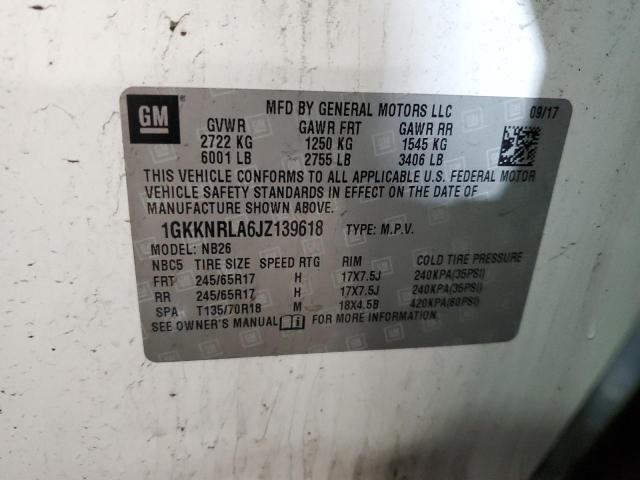 GM
MFD BY GENERAL MOTORS LLC 09/17
GVWR GAWR FRT GAWR RR
2722 KG 1250 KG 1545 KG
6001 LB 2755 LB 3406 LB
THIS VEHICLE CONFORMS TO ALL APPLICABLE U.S. FEDERAL MOTOR
VEHICLE SAFETY STANDARDS IN EFFECT ON THE DATE OF
MANUFACTURE SHOWN ABOVE.
1GKKNRLA6JZ139618 TYPE: M.P.V.
MODEL: NB26
NBC5 TIRE SIZE SPEED RTG RIM COLD TIRE PRESSURE
FRT 245/65R17 H 17X7.5J 240KPA(35PSI)
RR 245/65R17 H 17X7.5J 240KPA(35PSI)
SPA T135/70R18 M 18X4.5B 420KPA(60PSI)
SEE OWNER'S MANUAL FOR MORE INFORMATION